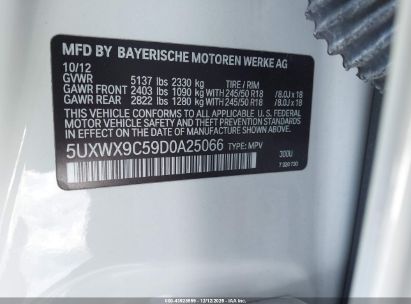 MFD BY BAYERISCHE MOTOREN WERKE AG
10/12
GVWR 5137 lbs 2330 kg TIRE / RIM
GAWR FRONT 2403 lbs 1090 kg WITH 245/50 R18 /8.0J x 18
GAWR REAR 2822 lbs 1280 kg WITH 245/50 R18 /8.0J x 18
THIS VEHICLE CONFORMS TO ALL APPLICABLE U.S. FEDERAL
MOTOR VEHICLE SAFETY STANDARDS IN EFFECT ON THE
DATE OF MANUFACTURE SHOWN ABOVE.
5UXWX9C59D0A25066 TYPE: MPV
300U